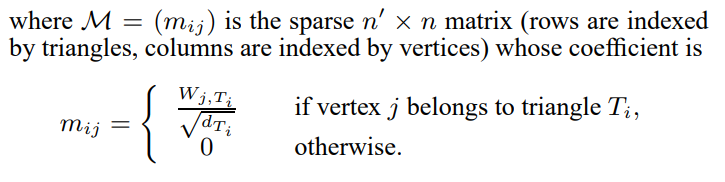 where $\mathcal{M} = (m_{ij})$ is the sparse $n' \times n$ matrix (rows are indexed
by triangles, columns are indexed by vertices) whose coefficient is
$m_{ij} = \begin{cases} \frac{W_{j,T_i}}{\sqrt{d_{T_i}}} & \text{if vertex } j \text{ belongs to triangle } T_i, \\ 0 & \text{otherwise.} \end{cases}$